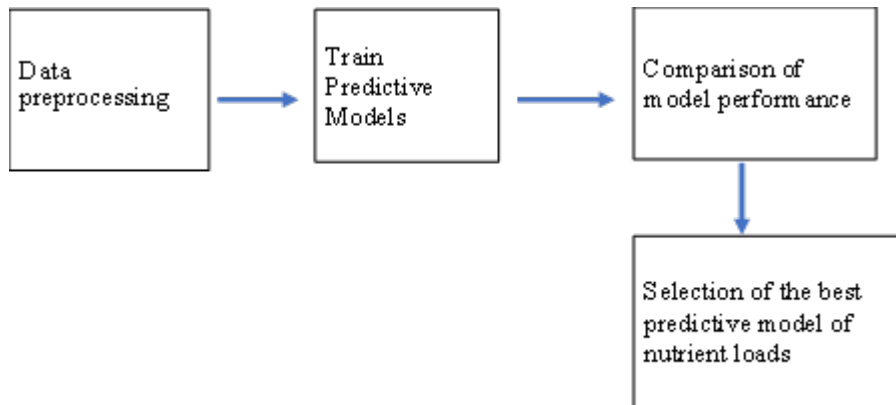 Data
preprocessing
Train
Predictive
Models
Comparison of
model performance
Selection of the best
predictive model of
nutrient loads